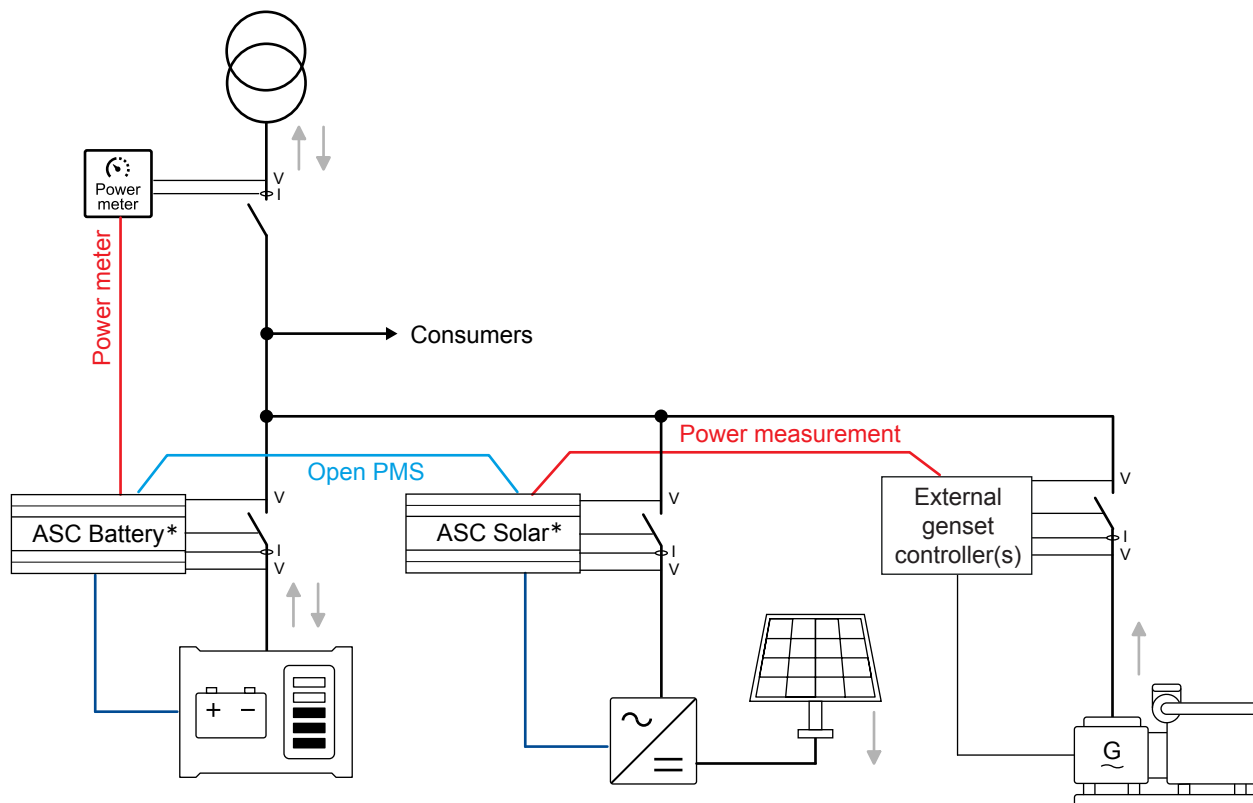 V
I
Power
meter
Power meter
Consumers
Power measurement
Open PMS
V
ASC Battery*
I
V
V
ASC Solar*
I
V
V
External
genset
controller(s)
I
V
+ −
G